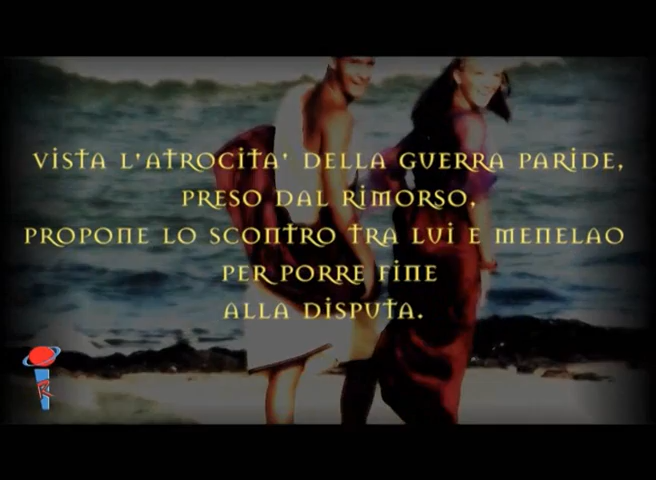 VISTA L'ATROCITA' DELLA GUERRA PARIDE,
PRESO DAL RIMORSO,
PROPONE LO SCONTRO TRA LUI E MENELAO
PER PORRE FINE
ALLA DISPUTA.